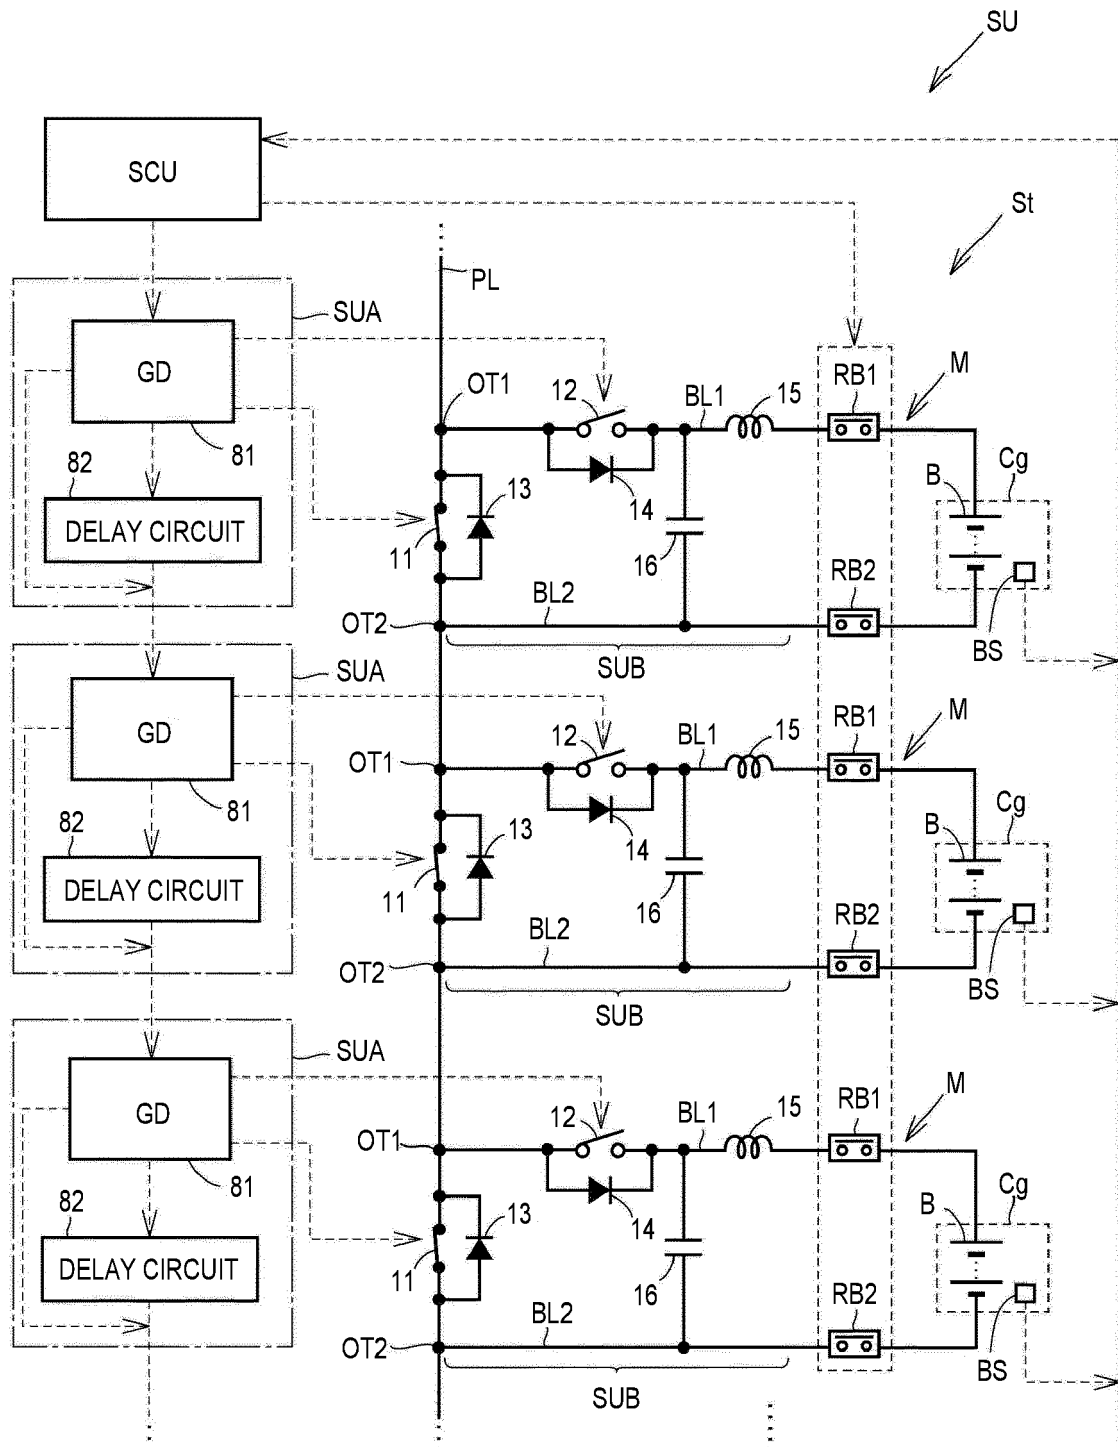 SU
SCU
St
PL
SUA
GD
OT1
12
BL1
15
RB1
M
81
82
DELAY CIRCUIT
13
14
11
16
B
Cg
RB2
BL2
OT2
SUB
BS
SUA
GD
OT1
12
BL1
15
RB1
M
81
82
DELAY CIRCUIT
13
14
11
16
B
Cg
RB2
BL2
OT2
SUB
BS
SUA
GD
OT1
12
BL1
15
RB1
M
81
82
DELAY CIRCUIT
13
14
11
16
B
Cg
RB2
BL2
OT2
SUB
BS